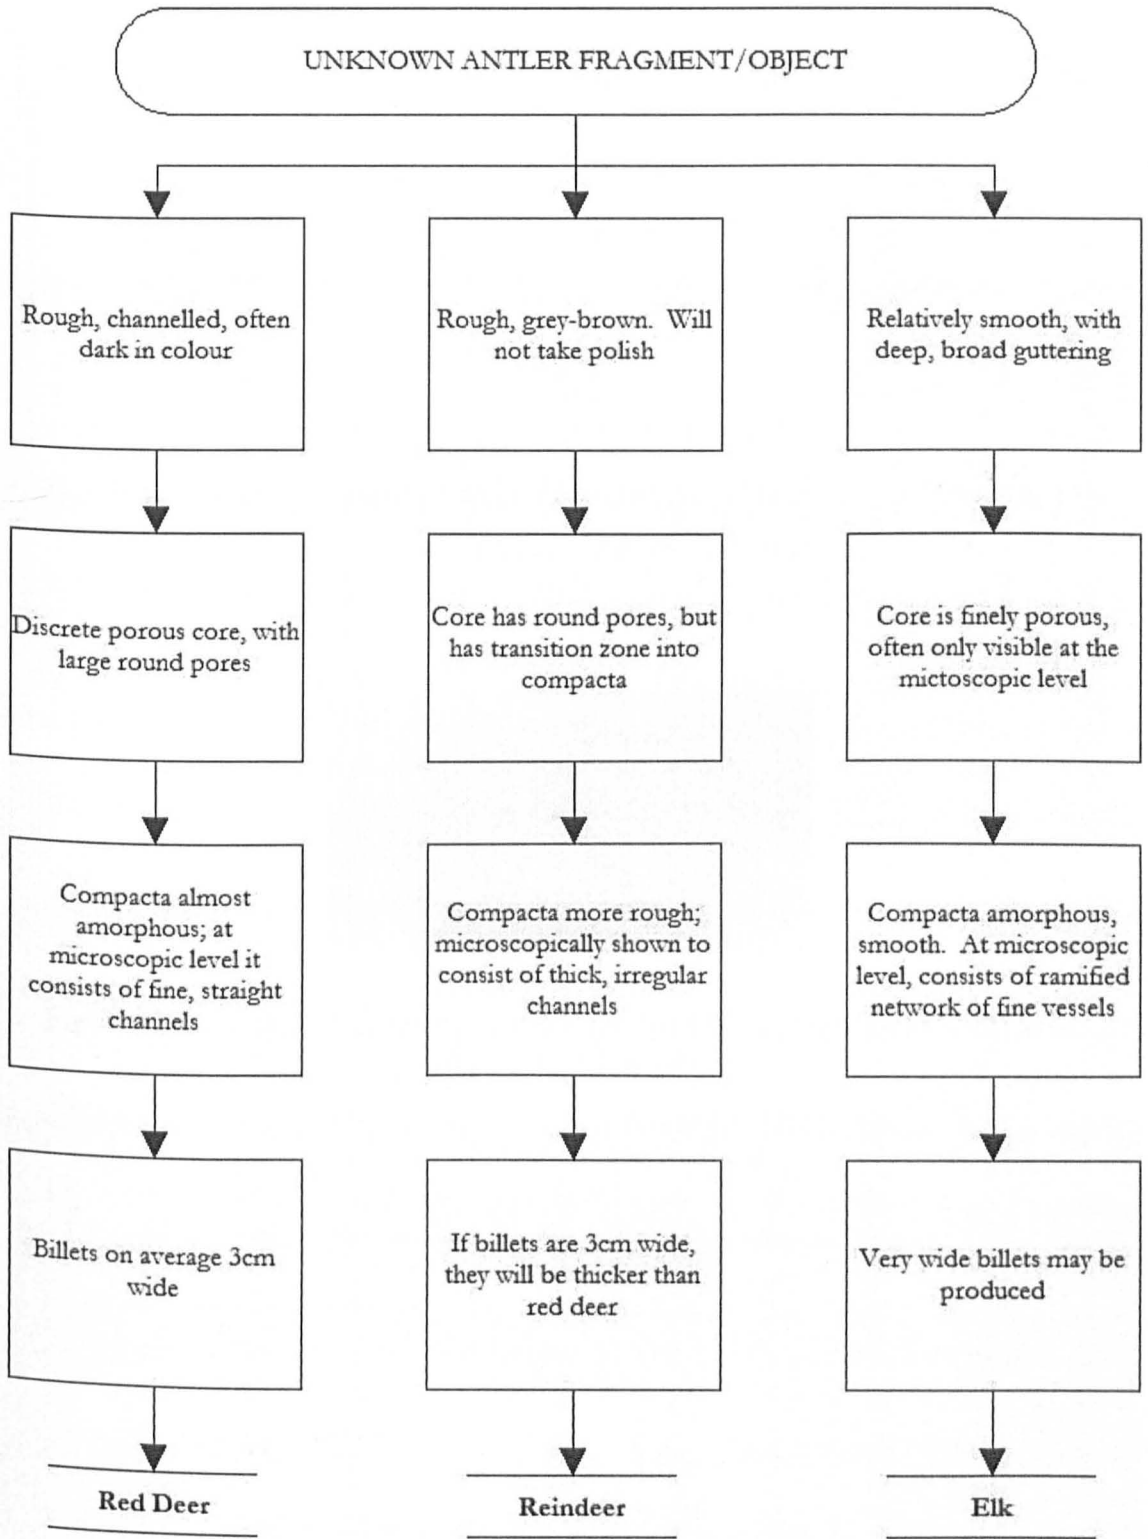 UNKNOWN ANTLER FRAGMENT/OBJECT
Rough, channelled, often
dark in colour
Rough, grey-brown. Will
not take polish
Relatively smooth, with
deep, broad guttering
Discrete porous core, with
large round pores
Core has round pores, but
has transition zone into
compacta
Core is finely porous,
often only visible at the
mictoscopic level
Compacta almost
amorphous; at
microscopic level it
consists of fine, straight
channels
Compacta more rough;
microscopically shown to
consist of thick, irregular
channels
Compacta amorphous,
smooth. At microscopic
level, consists of ramified
network of fine vessels
Billets on average 3cm
wide
If billets are 3cm wide,
they will be thicker than
red deer
Very wide billets may be
produced
Red Deer
Reindeer
Elk